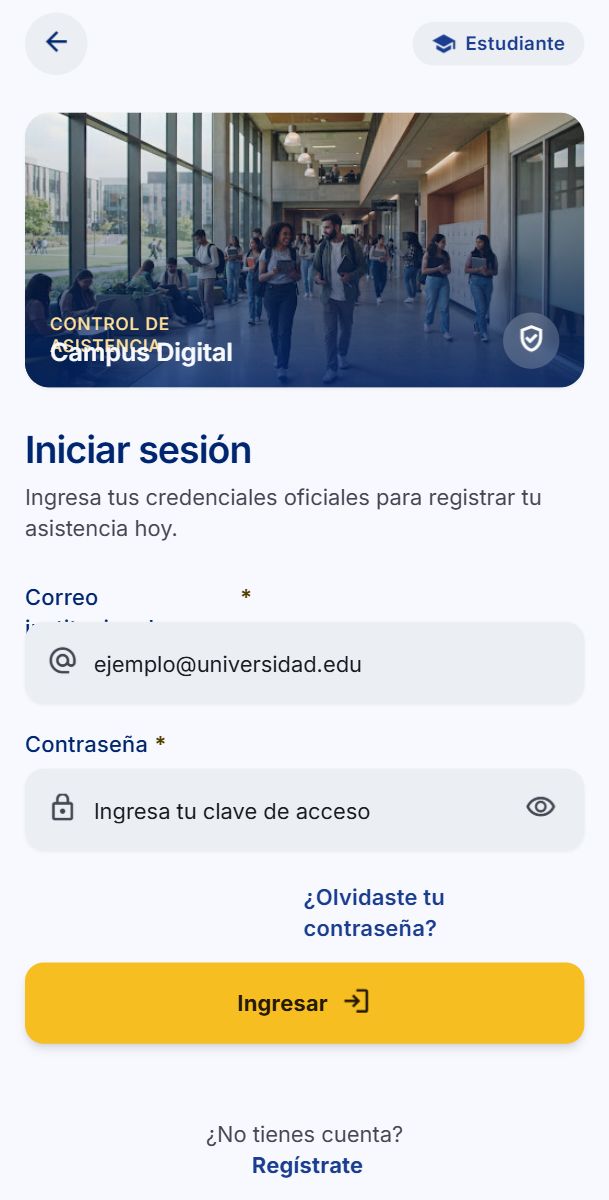 Estudiante
CONTROL DE
ASISTENCIA
Campus Digital
Iniciar sesión
Ingresa tus credenciales oficiales para registrar tu
asistencia hoy.
Correo *
ejemplo@universidad.edu
Contraseña *
Ingresa tu clave de acceso
¿Olvidaste tu
contraseña?
Ingresar
¿No tienes cuenta?
Regístrate